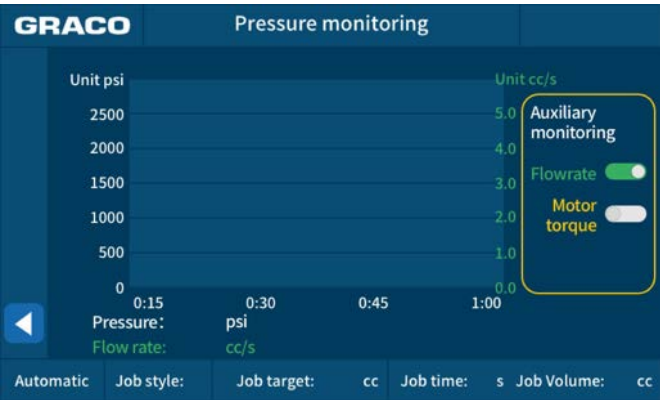 GRACO Pressure monitoring
Unit psi Unit cc/s
2500 5.0
2000 4.0
1500 3.0
1000 2.0
500 1.0
0 0.0
0:15 0:30 0:45 1:00
Auxiliary
monitoring
Flowrate
Motor
torque
Pressure: psi
Flow rate: cc/s
Automatic Job style: Job target: cc Job time: s Job Volume: cc